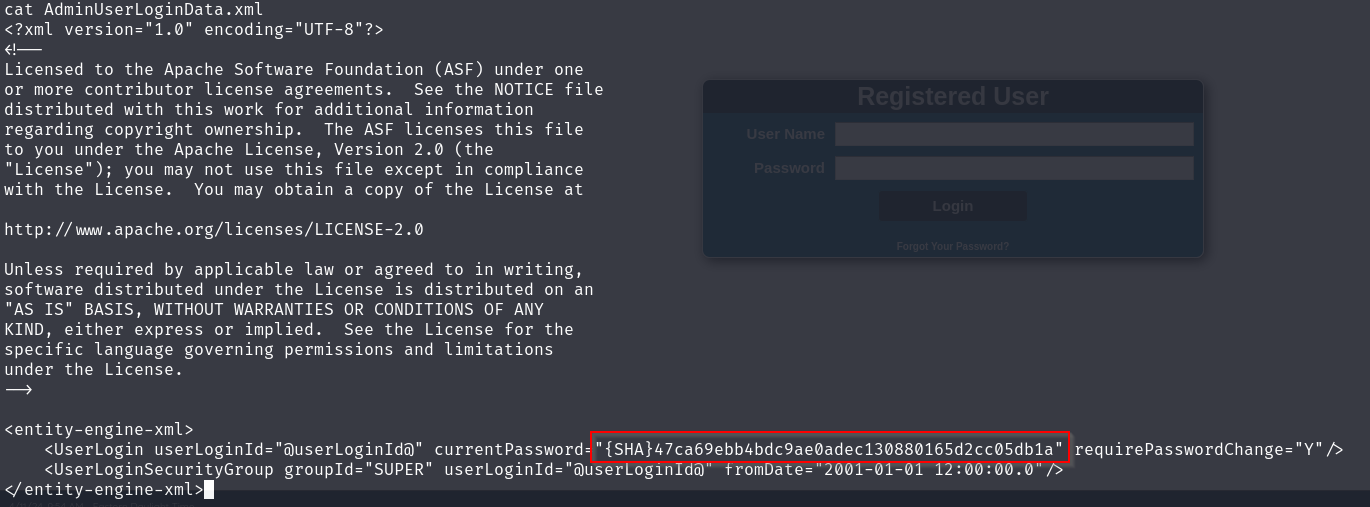 cat AdminUserLoginData.xml
<?xml version="1.0" encoding="UTF-8"?>
<!--
Licensed to the Apache Software Foundation (ASF) under one
or more contributor license agreements.  See the NOTICE file
distributed with this work for additional information
regarding copyright ownership.  The ASF licenses this file
to you under the Apache License, Version 2.0 (the
"License"); you may not use this file except in compliance
with the License.  You may obtain a copy of the License at

http://www.apache.org/licenses/LICENSE-2.0

Unless required by applicable law or agreed to in writing,
software distributed under the License is distributed on an
"AS IS" BASIS, WITHOUT WARRANTIES OR CONDITIONS OF ANY
KIND, either express or implied.  See the License for the
specific language governing permissions and limitations
under the License.
-->

<entity-engine-xml>
    <UserLogin userLoginId="@userLoginId@" currentPassword="{SHA}47ca69ebb4bdc9ae0adec130880165d2cc05db1a" requirePasswordChange="Y"/>
    <UserLoginSecurityGroup groupId="SUPER" userLoginId="@userLoginId@" fromDate="2001-01-01 12:00:00.0"/>
</entity-engine-xml>
Registered User
User Name
Password
Login
Forgot Your Password?